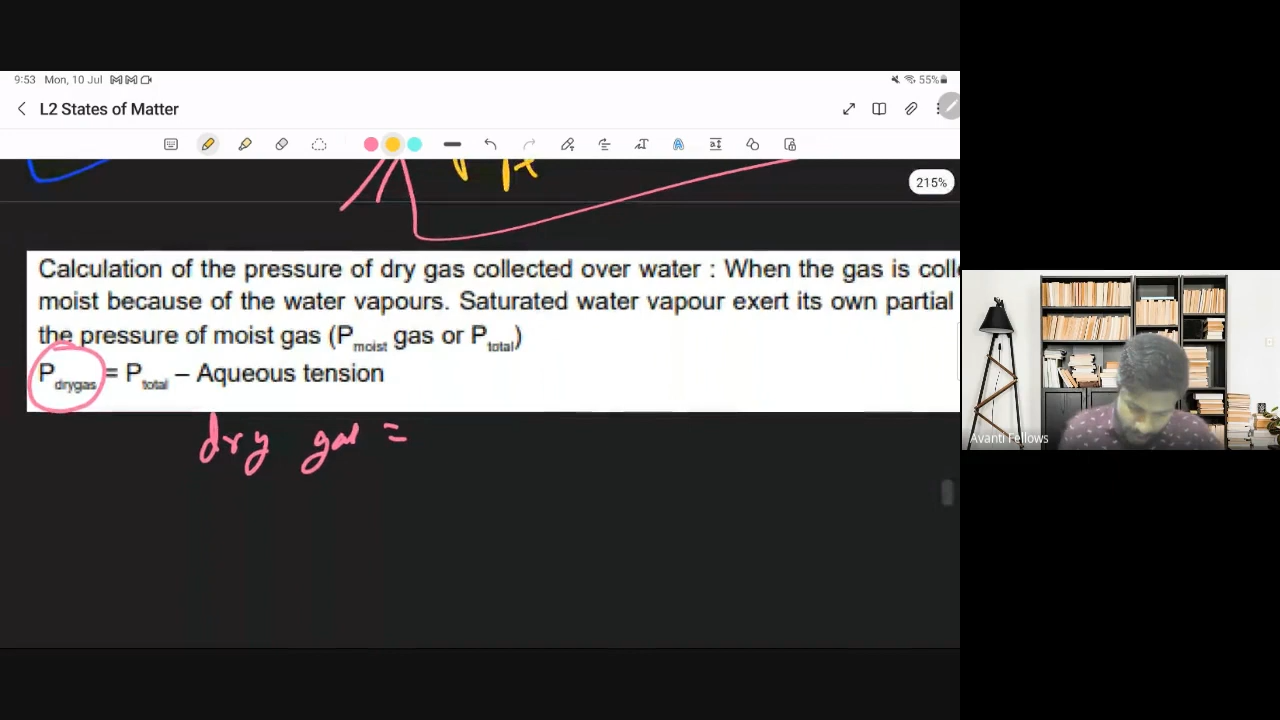 9:53 Mon, 10 Jul
55%
L2 States of Matter
215%
Calculation of the pressure of dry gas collected over water : When the gas is coll
moist because of the water vapours. Saturated water vapour exert its own partial
the pressure of moist gas (Pmoist gas or Ptotal)
Pdrygas = Ptotal – Aqueous tension
dry gas =
Avanti Fellows